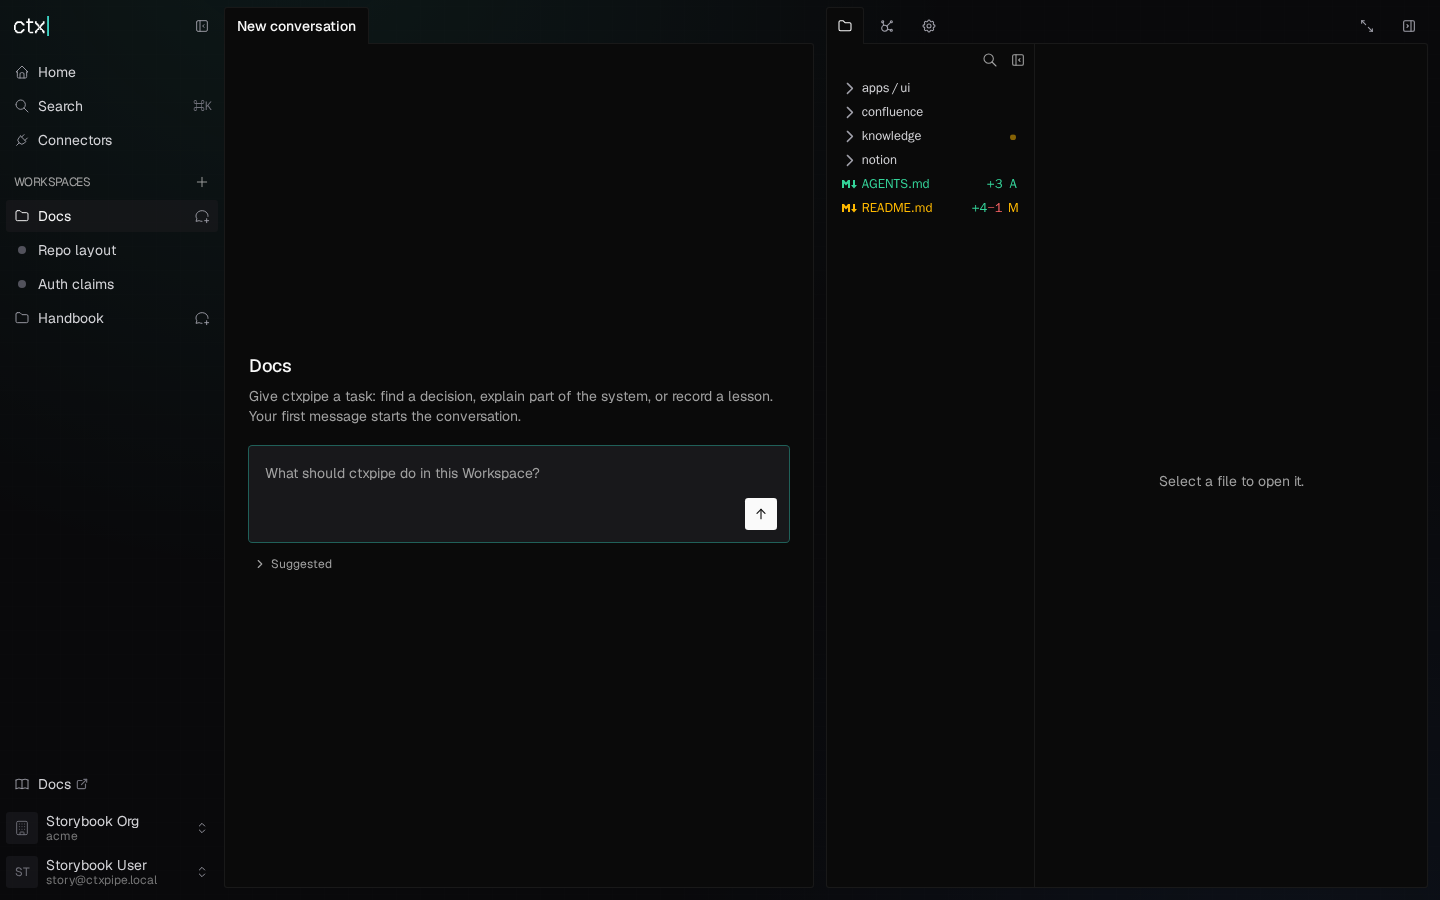 ctx
Home
Search ⌘K
Connectors
WORKSPACES
Docs
Repo layout
Auth claims
Handbook
Docs
Storybook Org
acme
ST
Storybook User
story@ctxpipe.local
New conversation
Docs
Give ctxpipe a task: find a decision, explain part of the system, or record a lesson.
Your first message starts the conversation.
What should ctxpipe do in this Workspace?
Suggested
apps / ui
confluence
knowledge
notion
M↓ AGENTS.md +3 A
M↓ README.md +4 −1 M
Select a file to open it.